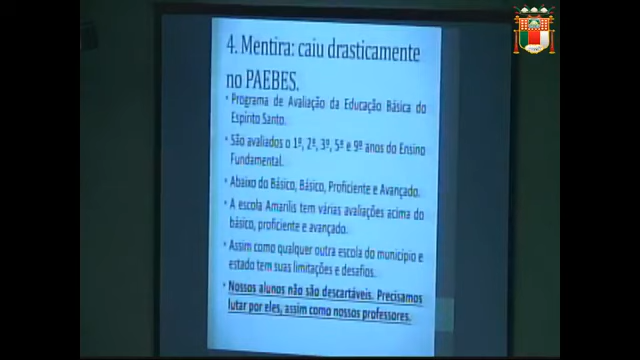 4. Mentira: caiu drasticamente
no PAEBES.
• Programa de Avaliação da Educação Básica do
Espírito Santo.
• São avaliados o 1º, 2º, 3º, 5º e 9º anos do Ensino
Fundamental.
• Abaixo do Básico, Básico, Proficiente e Avançado.
• A escola Amarilis tem várias avaliações acima do
básico, proficiente e avançado.
• Assim como qualquer outra escola do município e
estado tem suas limitações e desafios.
• Nossos alunos não são descartáveis. Precisamos
lutar por eles, assim como nossos professores.